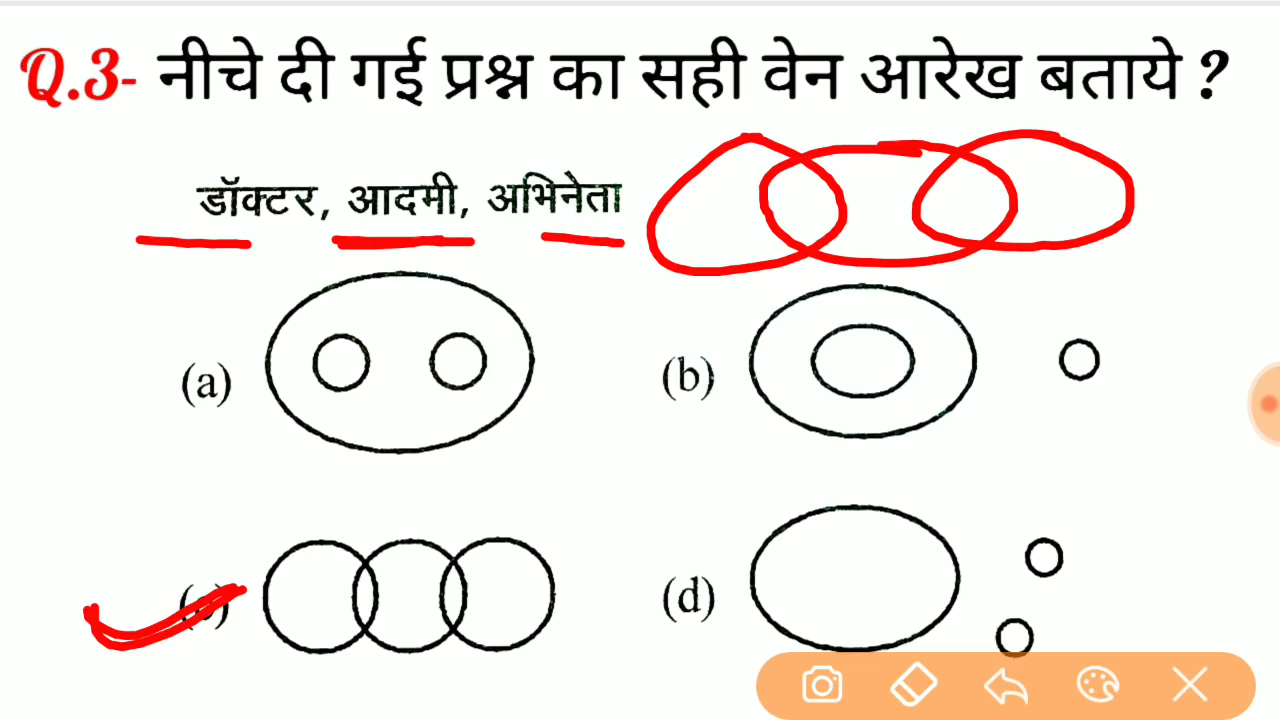 Q.3- नीचे दी गई प्रश्न का सही वेन आरेख बताये ?
डॉक्टर, आदमी, अभिनेता
(a)
(b)
(c)
(d)